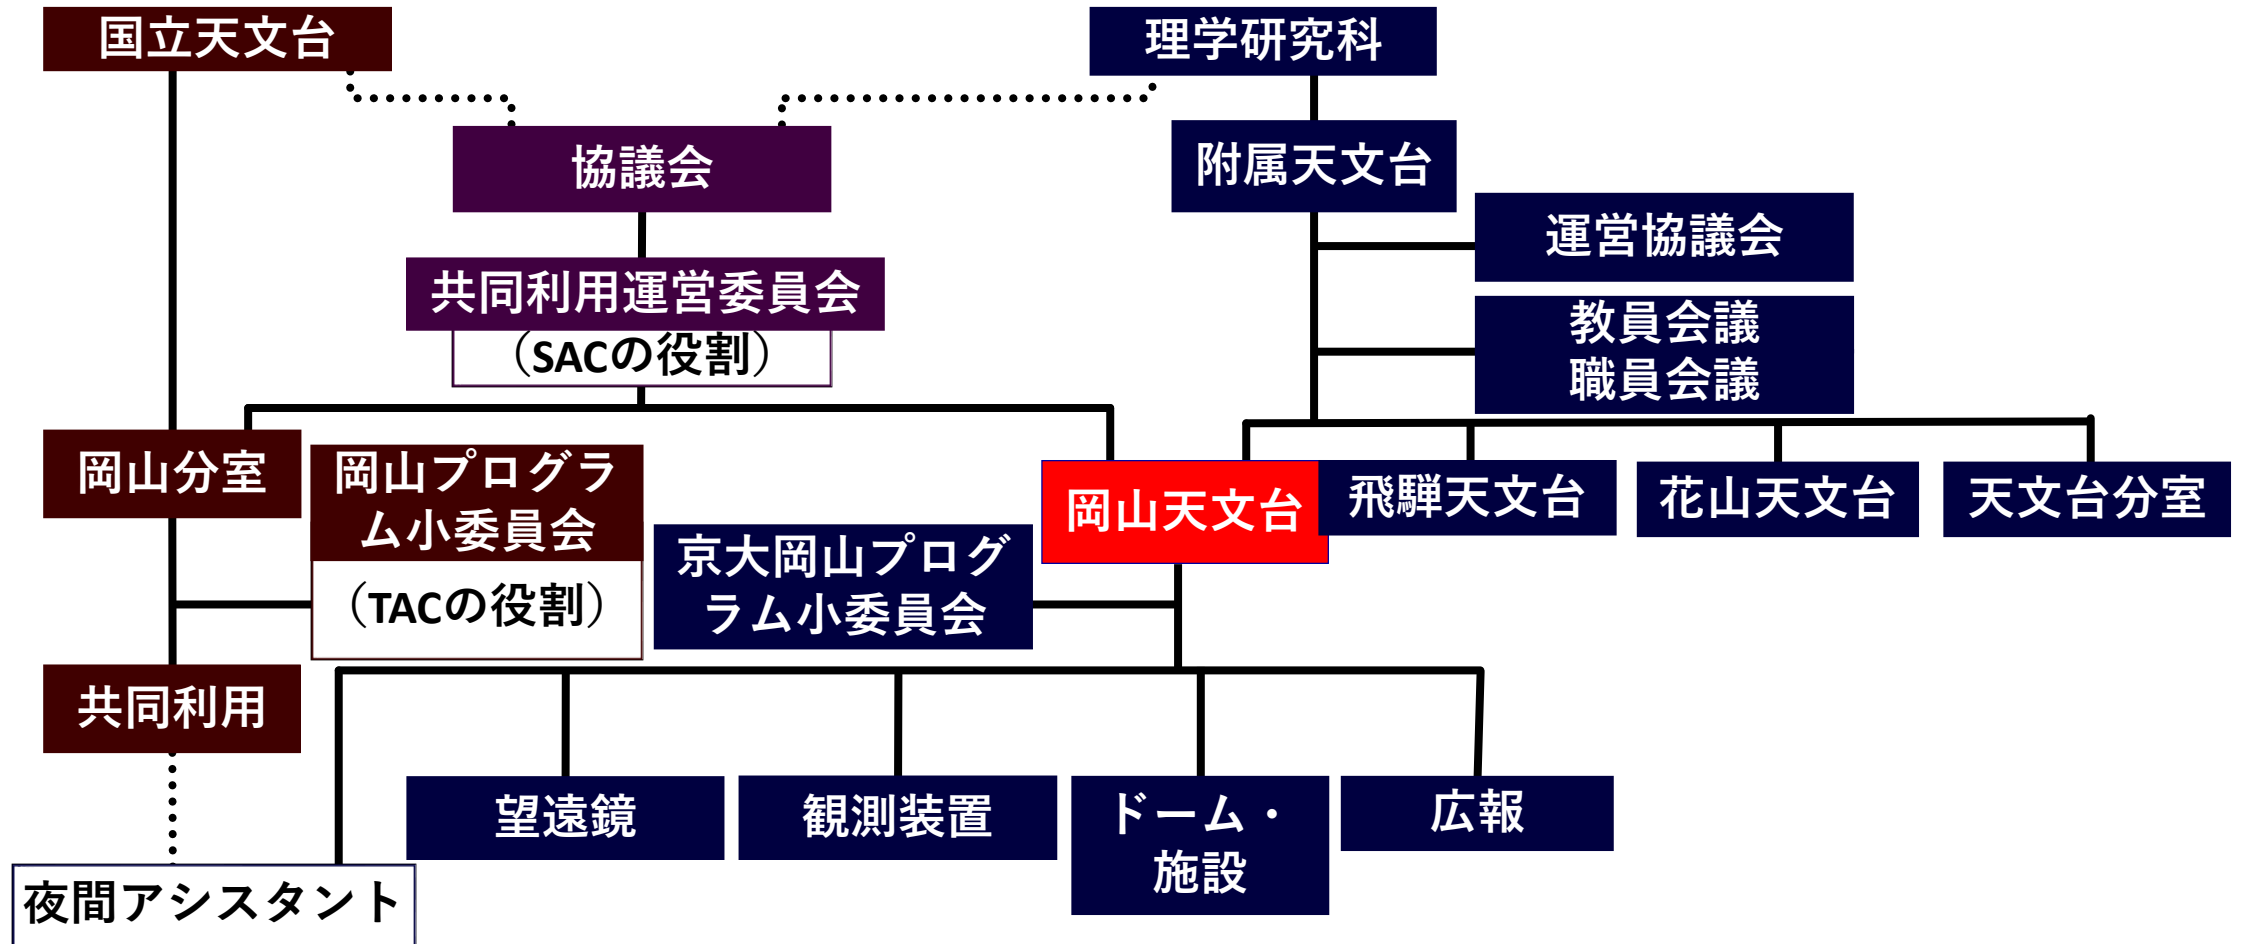 国立天文台
理学研究科
協議会
附属天文台
運営協議会
共同利用運営委員会
（SACの役割）
教員会議
職員会議
岡山分室
岡山プログラ
ム小委員会
（TACの役割）
京大岡山プログ
ラム小委員会
岡山天文台
飛騨天文台
花山天文台
天文台分室
共同利用
望遠鏡
観測装置
ドーム・
施設
広報
夜間アシスタント